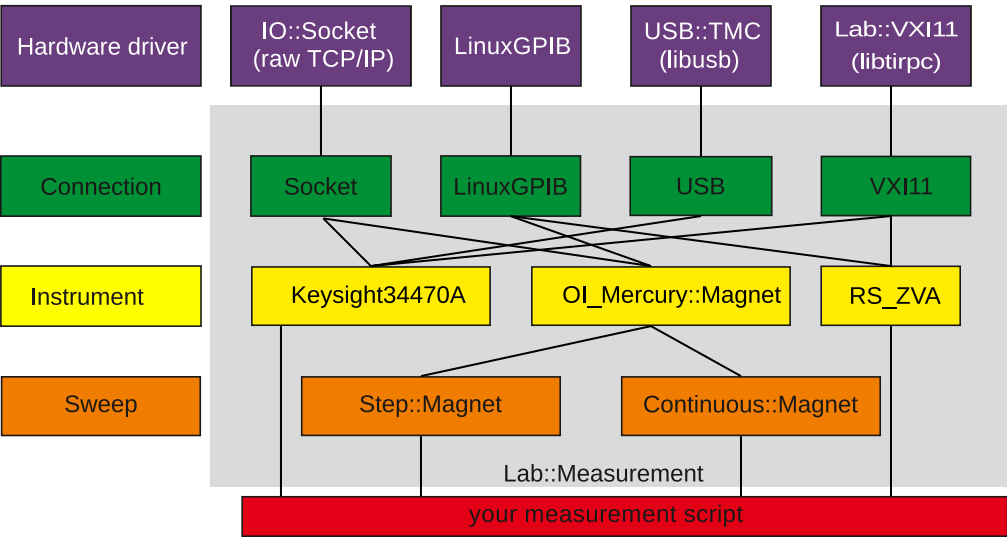 Hardware driver
IO::Socket
(raw TCP/IP)
LinuxGPIB
USB::TMC
(libusb)
Lab::VXI11
(libtirpc)
Connection
Socket
LinuxGPIB
USB
VXI11
Instrument
Keysight34470A
OI_Mercury::Magnet
RS_ZVA
Sweep
Step::Magnet
Continuous::Magnet
Lab::Measurement
your measurement script